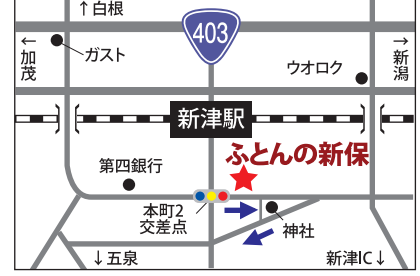 ↑白根
403
←加茂
ガスト
→新潟
ウオロク
新津駅
ふとんの新保
第四銀行
本町2
交差点
神社
↓五泉
新津IC↓